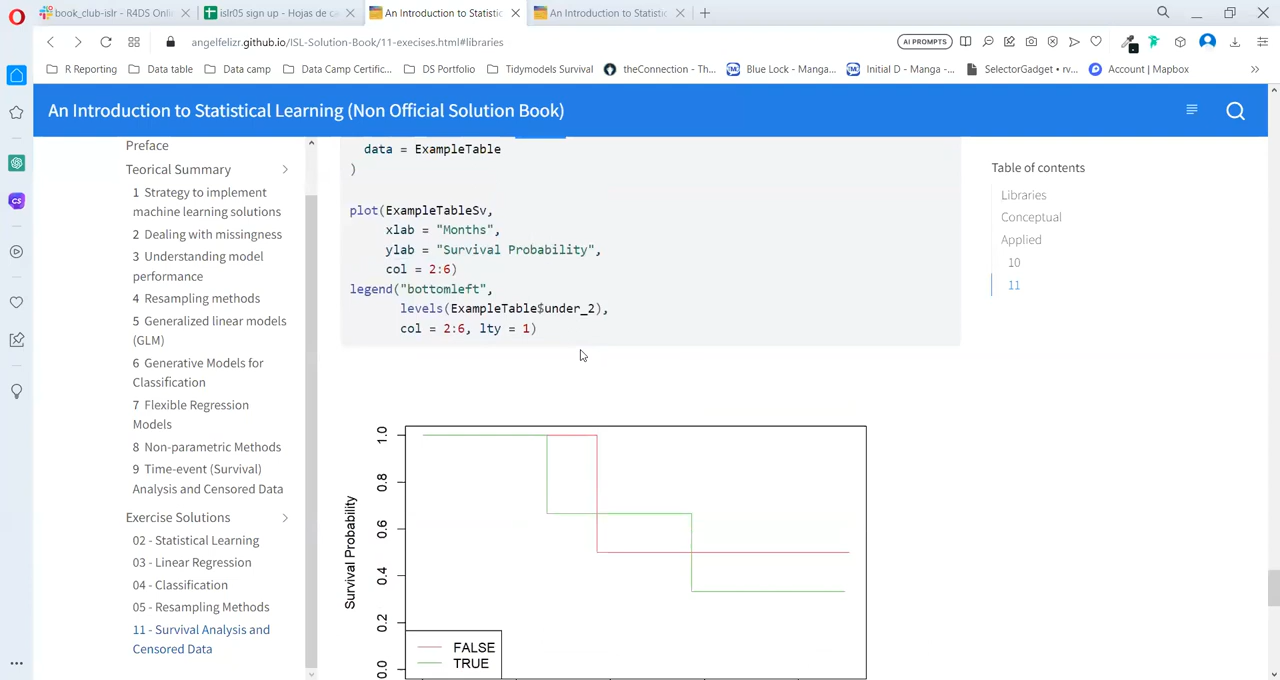 book_club-islr - R4DS Onli
islr05 sign up - Hojas de ca
An Introduction to Statistic
An Introduction to Statistic
angelfelizr.github.io/ISL-Solution-Book/11-execises.html#libraries
AI PROMPTS
R Reporting
Data table
Data camp
Data Camp Certific...
DS Portfolio
Tidymodels Survival
theConnection - Th...
Blue Lock - Manga...
Initial D - Manga -...
SelectorGadget • rv...
Account | Mapbox
An Introduction to Statistical Learning (Non Official Solution Book)
Preface
Teorical Summary
1 Strategy to implement
machine learning solutions
2 Dealing with missingness
3 Understanding model
performance
4 Resampling methods
5 Generalized linear models
(GLM)
6 Generative Models for
Classification
7 Flexible Regression
Models
8 Non-parametric Methods
9 Time-event (Survival)
Analysis and Censored Data
Exercise Solutions
02 - Statistical Learning
03 - Linear Regression
04 - Classification
05 - Resampling Methods
11 - Survival Analysis and
Censored Data
data = ExampleTable
)
plot(ExampleTableSv,
xlab = "Months",
ylab = "Survival Probability",
col = 2:6)
legend("bottomleft",
levels(ExampleTable$under_2),
col = 2:6, lty = 1)
Survival Probability
1.0
0.8
0.6
0.4
0.2
0.0
FALSE
TRUE
Table of contents
Libraries
Conceptual
Applied
10
11
CS